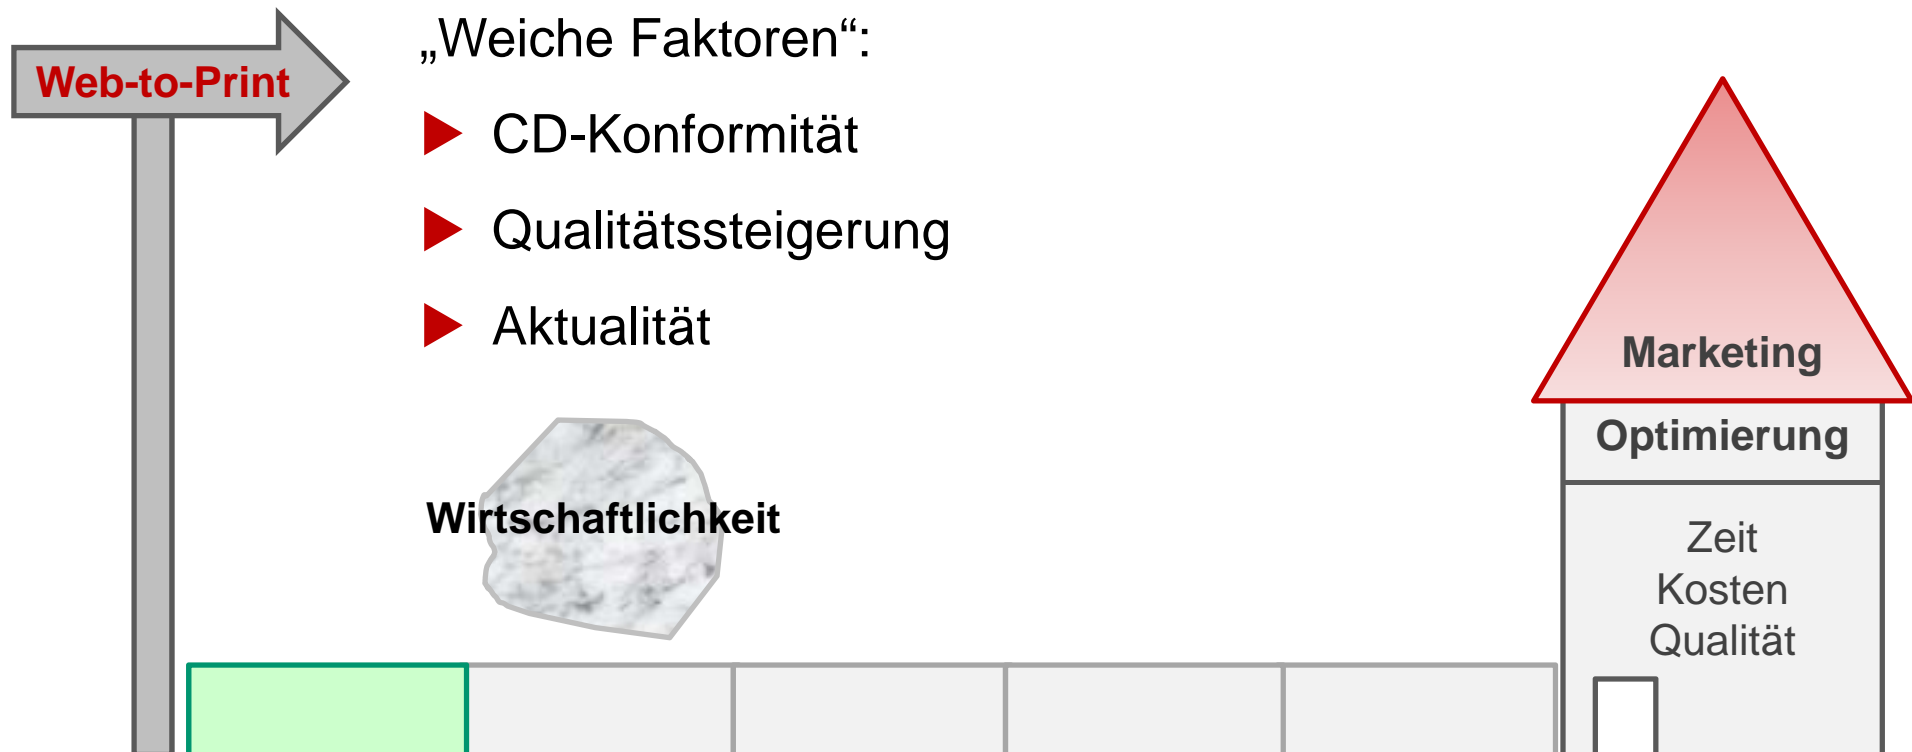 Web-to-Print
„Weiche Faktoren“:
CD-Konformität
Qualitätssteigerung
Aktualität
Wirtschaftlichkeit
Marketing
Optimierung
Zeit
Kosten
Qualität